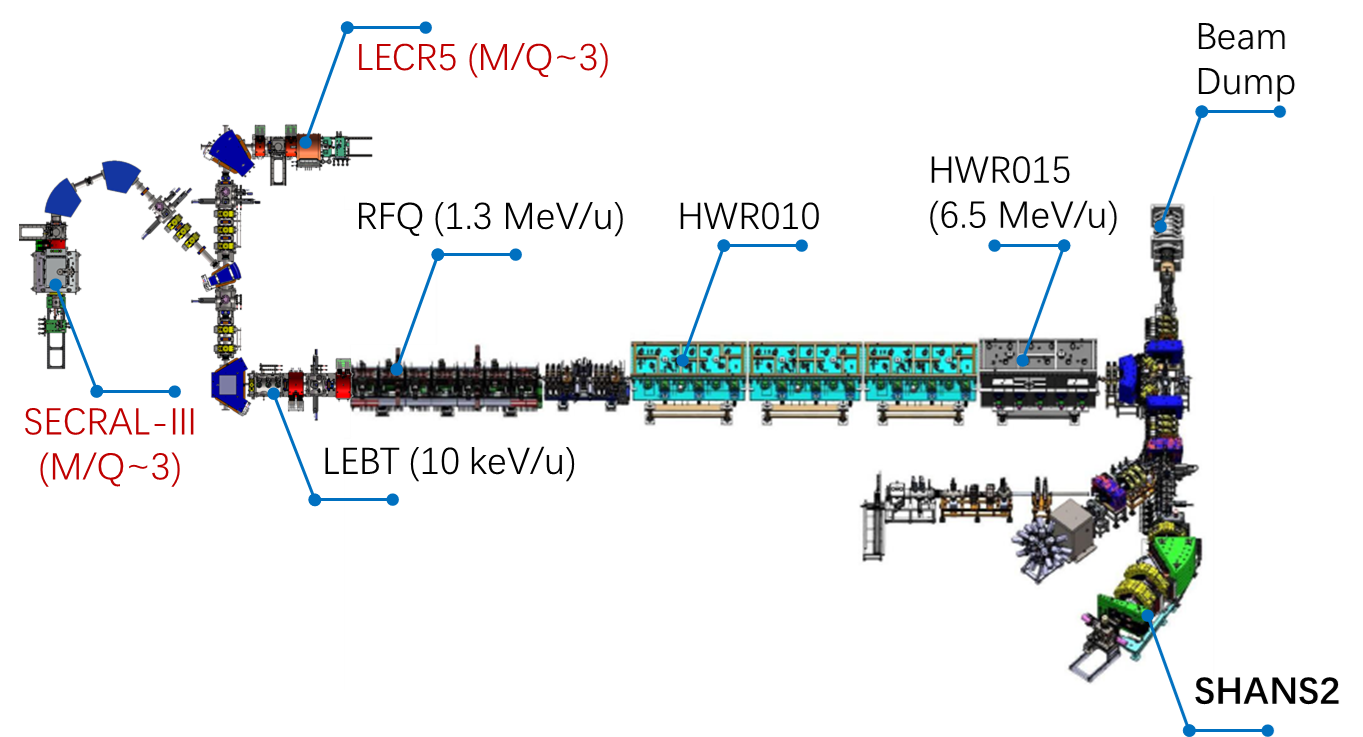 LECR5 (M/Q~3)
Beam
Dump
HWR015
(6.5 MeV/u)
RFQ (1.3 MeV/u)
HWR010
SECRAL-III
(M/Q~3)
LEBT (10 keV/u)
SHANS2